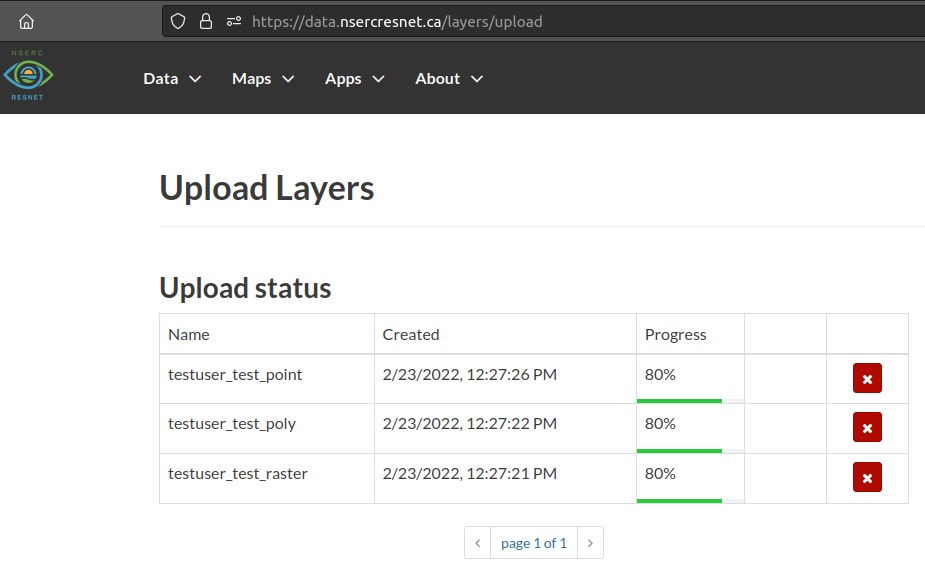 https://data.nsercresnet.ca/layers/upload
NSERC
RESNET
Data Maps Apps About
Upload Layers
Upload status
Name Created Progress
testuser_test_point 2/23/2022, 12:27:26 PM 80%
testuser_test_poly 2/23/2022, 12:27:22 PM 80%
testuser_test_raster 2/23/2022, 12:27:21 PM 80%
page 1 of 1